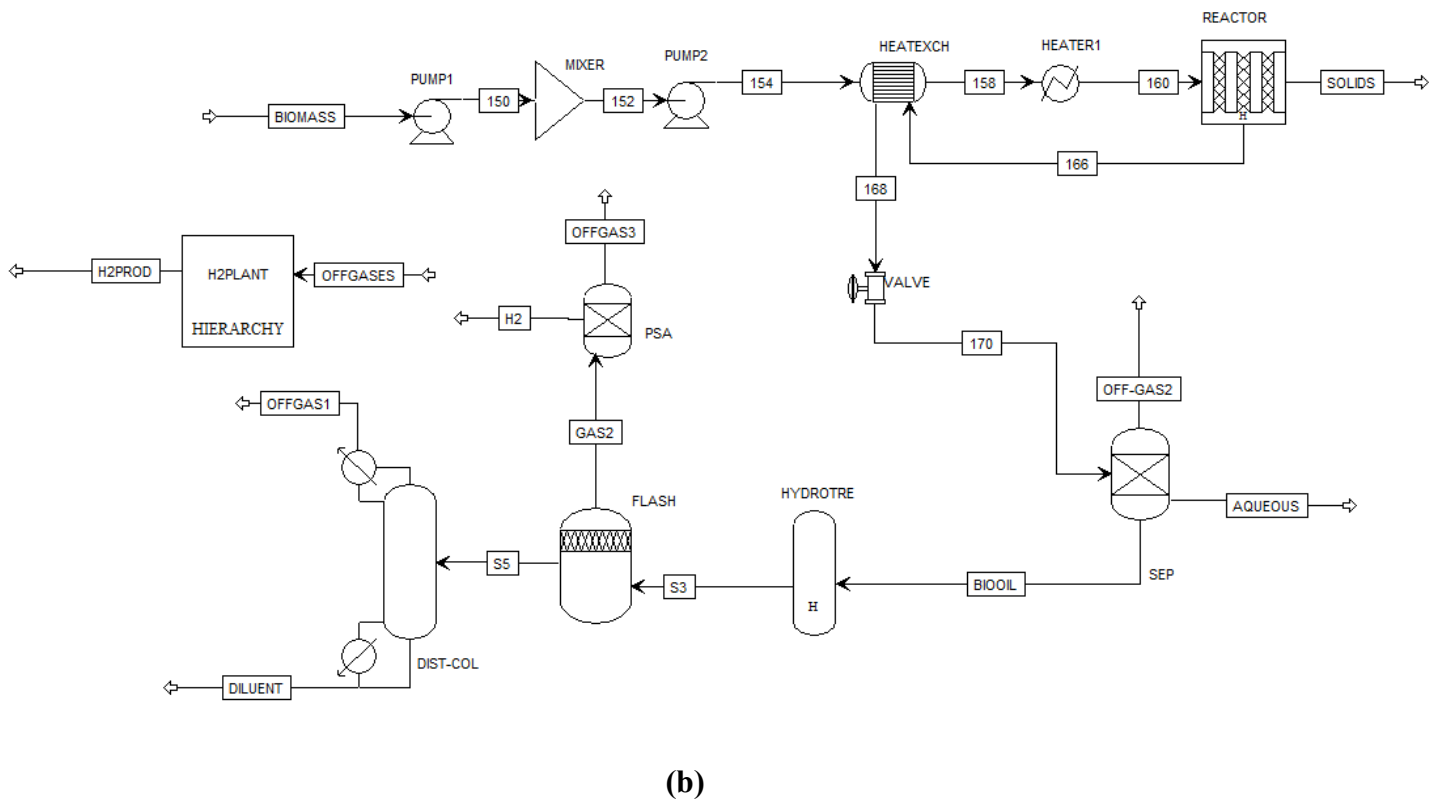 REACTOR
HEATEXCH
HEATER1
PUMP2
MIXER
PUMP1
154
158
160
SOLIDS
150
152
BIOMASS
H
166
168
OFFGAS3
H2PROD
H2PLANT
OFFGASES
HIERARCHY
VALVE
H2
PSA
170
OFF-GAS2
OFFGAS1
GAS2
FLASH
HYDROTRE
AQUEOUS
S5
S3
BIOOIL
SEP
H
DIST-COL
DILUENT
(b)